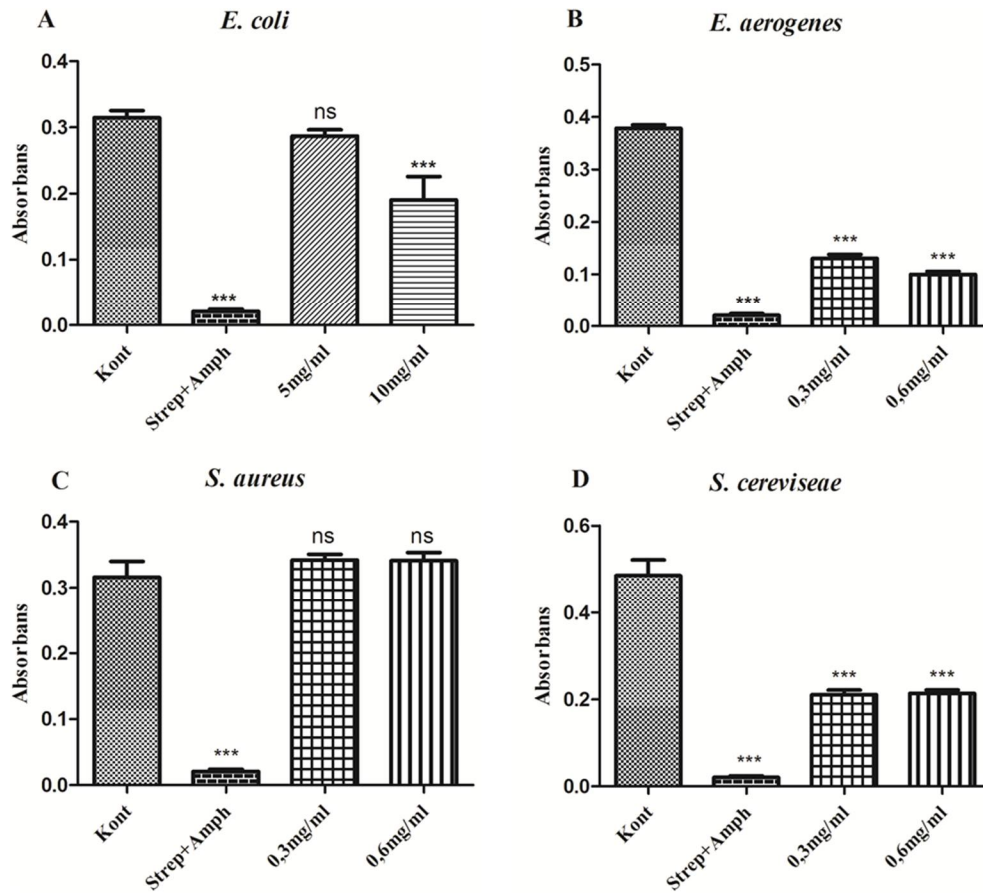 A
E. coli
Absorbans
0.4
0.3
0.2
0.1
0.0
***
ns
***
Kont
Strep+Amph
5mg/ml
10mg/ml
B
E. aerogenes
Absorbans
0.5
0.4
0.3
0.2
0.1
0.0
***
***
***
Kont
Strep+Amph
0,3mg/ml
0,6mg/ml
C
S. aureus
Absorbans
0.4
0.3
0.2
0.1
0.0
***
ns
ns
Kont
Strep+Amph
0,3mg/ml
0,6mg/ml
D
S. cereviseae
Absorbans
0.6
0.4
0.2
0.0
***
***
***
Kont
Strep+Amph
0,3mg/ml
0,6mg/ml